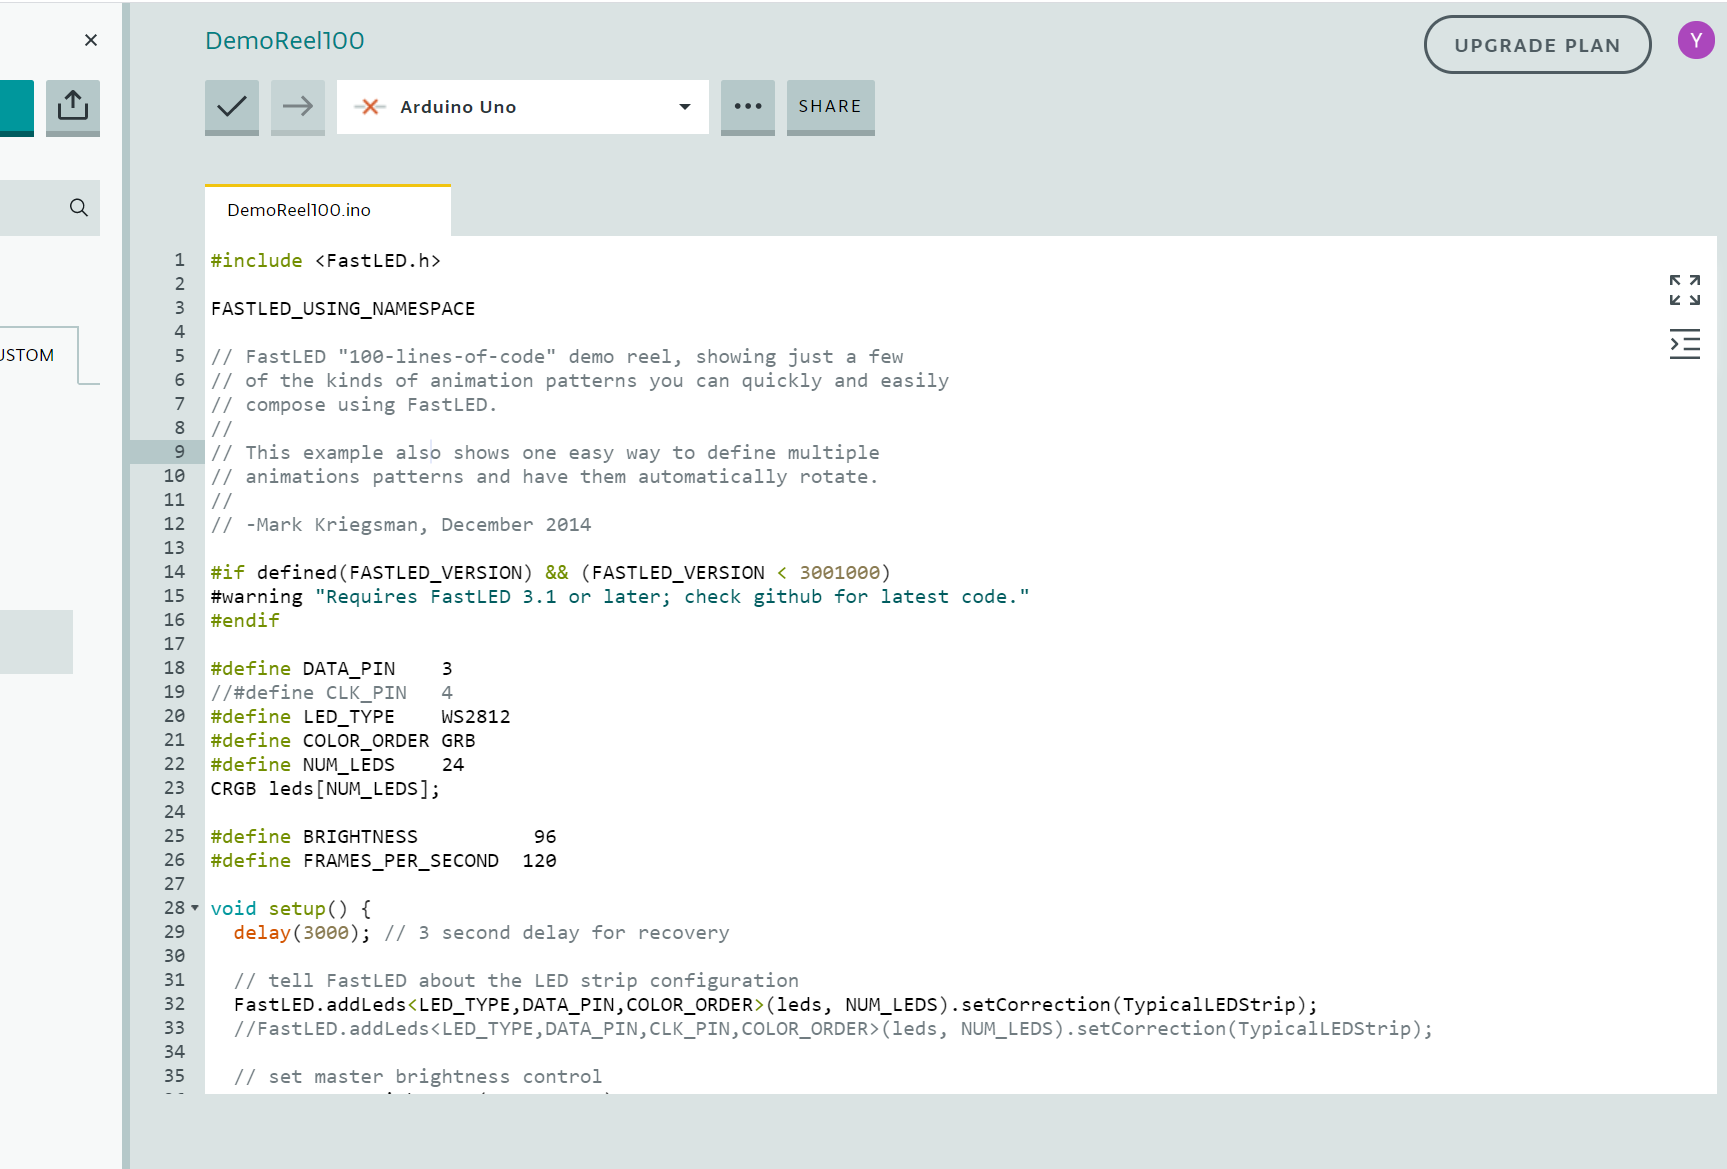 DemoReel100
UPGRADE PLAN
Y
Arduino Uno
SHARE
DemoReel100.ino
USTOM
1 #include <FastLED.h>
2
3 FASTLED_USING_NAMESPACE
4
5 // FastLED "100-lines-of-code" demo reel, showing just a few
6 // of the kinds of animation patterns you can quickly and easily
7 // compose using FastLED.
8 //
9 // This example also shows one easy way to define multiple
10 // animations patterns and have them automatically rotate.
11 //
12 // -Mark Kriegsman, December 2014
13
14 #if defined(FASTLED_VERSION) && (FASTLED_VERSION < 3001000)
15 #warning "Requires FastLED 3.1 or later; check github for latest code."
16 #endif
17
18 #define DATA_PIN    3
19 //#define CLK_PIN   4
20 #define LED_TYPE    WS2812
21 #define COLOR_ORDER GRB
22 #define NUM_LEDS    24
23 CRGB leds[NUM_LEDS];
24
25 #define BRIGHTNESS          96
26 #define FRAMES_PER_SECOND  120
27
28 void setup() {
29   delay(3000); // 3 second delay for recovery
30
31   // tell FastLED about the LED strip configuration
32   FastLED.addLeds<LED_TYPE,DATA_PIN,COLOR_ORDER>(leds, NUM_LEDS).setCorrection(TypicalLEDStrip);
33   //FastLED.addLeds<LED_TYPE,DATA_PIN,CLK_PIN,COLOR_ORDER>(leds, NUM_LEDS).setCorrection(TypicalLEDStrip);
34
35   // set master brightness control